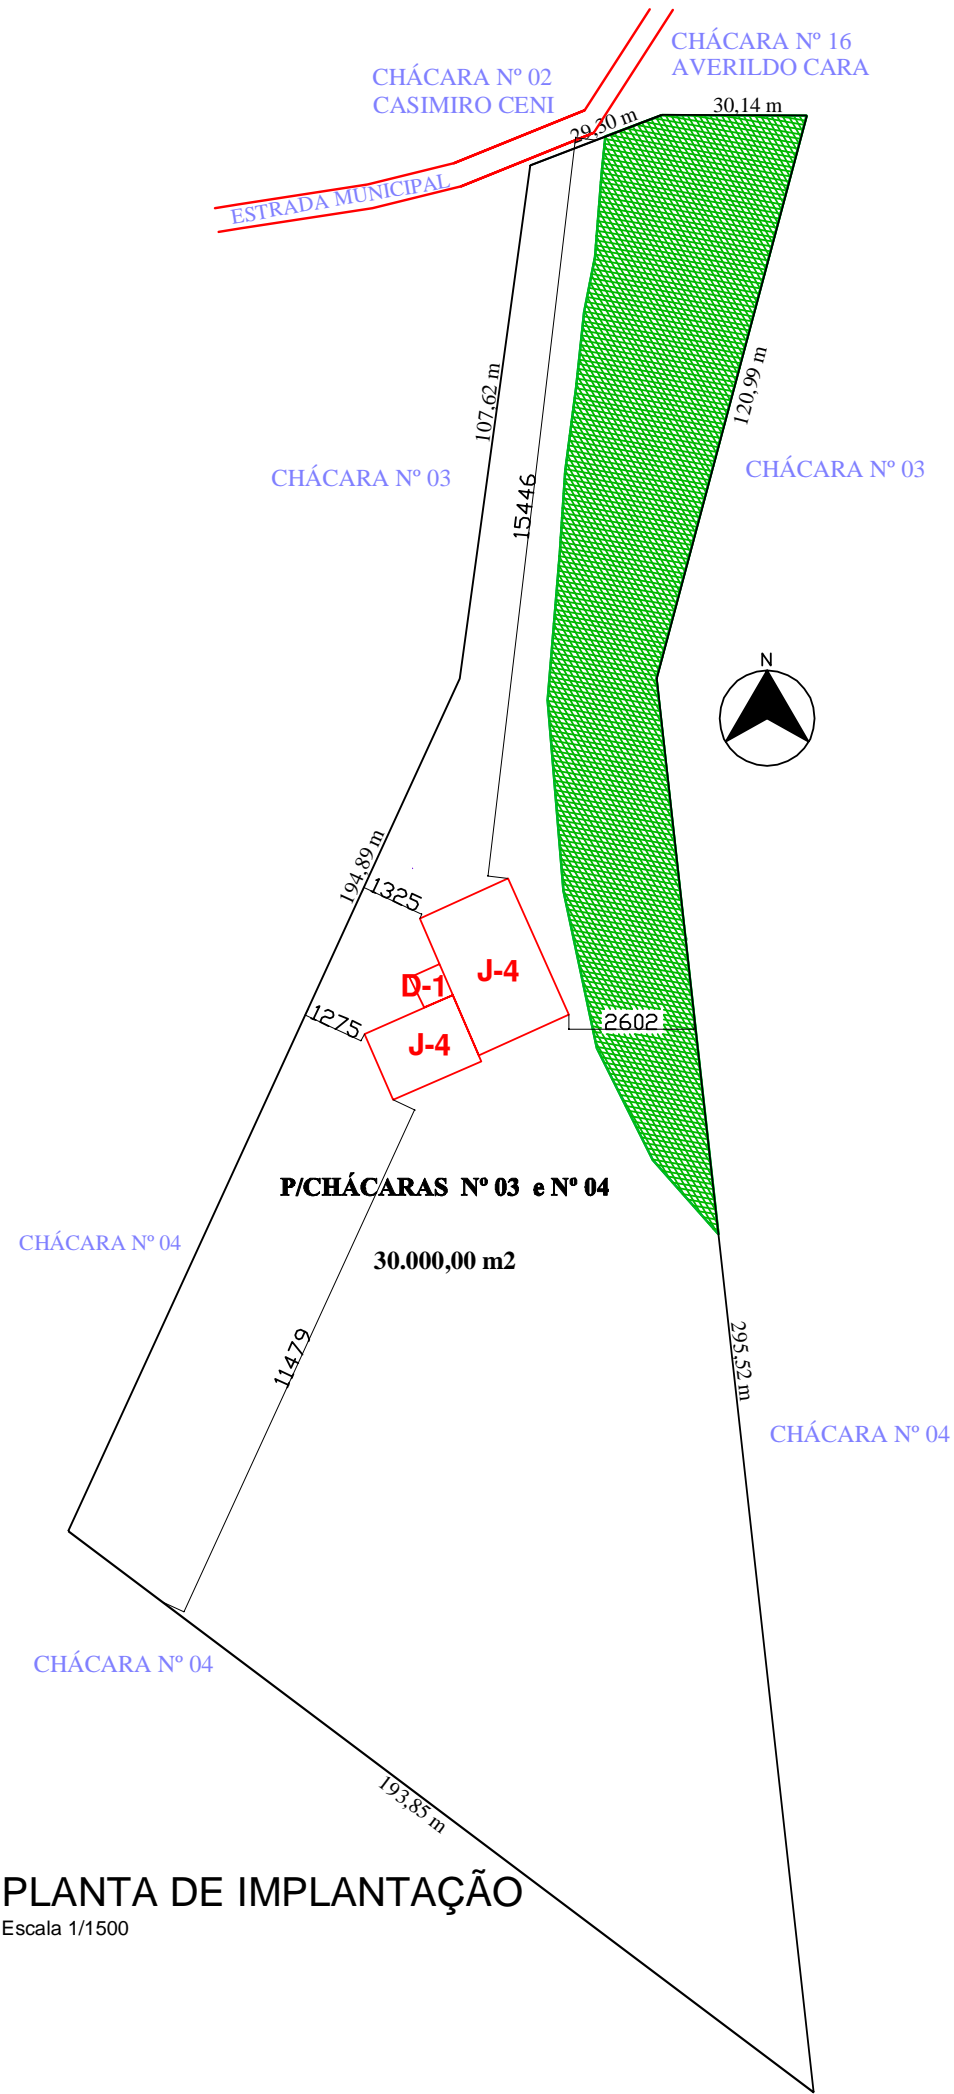 CHÁCARA Nº 16
AVERILDO CARA
CHÁCARA Nº 02
CASIMIRO CENI
30,14 m
29,30 m
ESTRADA MUNICIPAL
107,62 m
120,99 m
CHÁCARA Nº 03
CHÁCARA Nº 03
15446
N
194,89 m
1325
J-4
D-1
1275
J-4
2602
P/CHÁCARAS Nº 03 e Nº 04
CHÁCARA Nº 04
30.000,00 m2
11479
295,52 m
CHÁCARA Nº 04
CHÁCARA Nº 04
193,85 m
PLANTA DE IMPLANTAÇÃO
Escala 1/1500